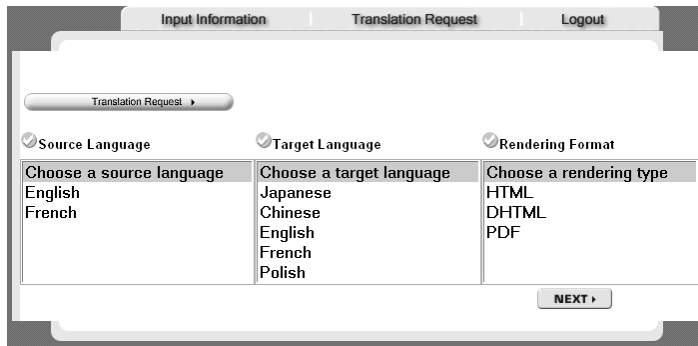 Input Information Translation Request Logout
Translation Request
Source Language
Choose a source language
English
French
Target Language
Choose a target language
Japanese
Chinese
English
French
Polish
Rendering Format
Choose a rendering type
HTML
DHTML
PDF
NEXT